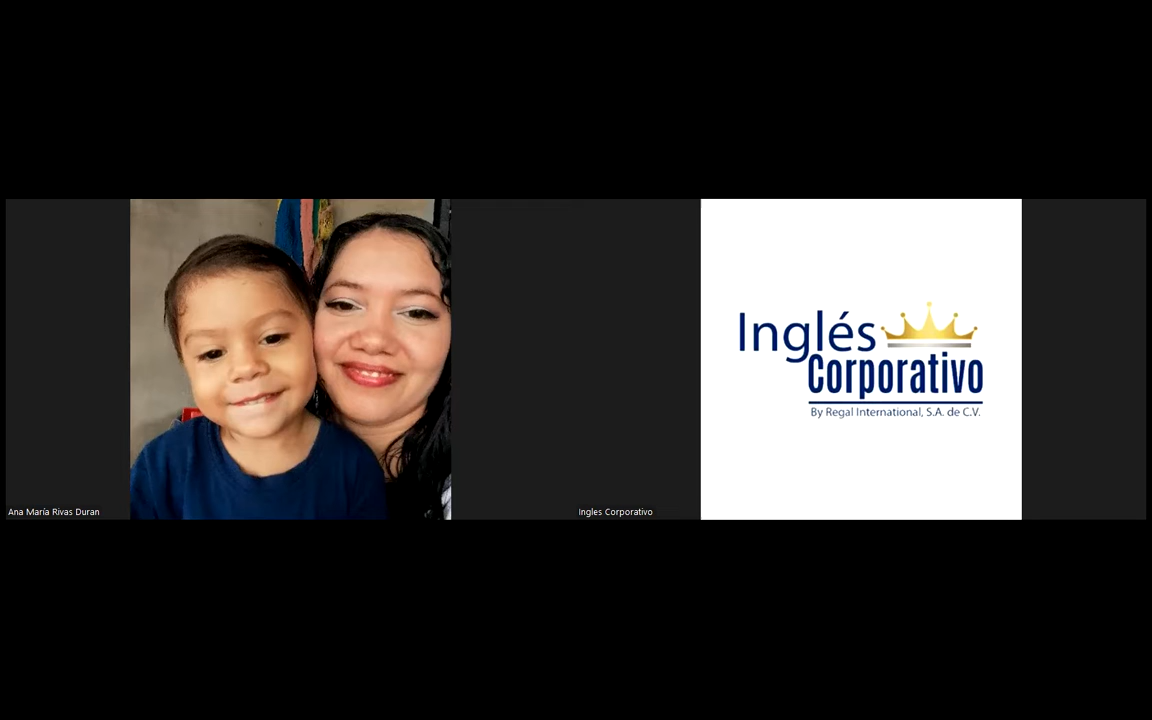 Inglés
Corporativo
By Regal International, S.A. de C.V.
Ana María Rivas Duran
Ingles Corporativo